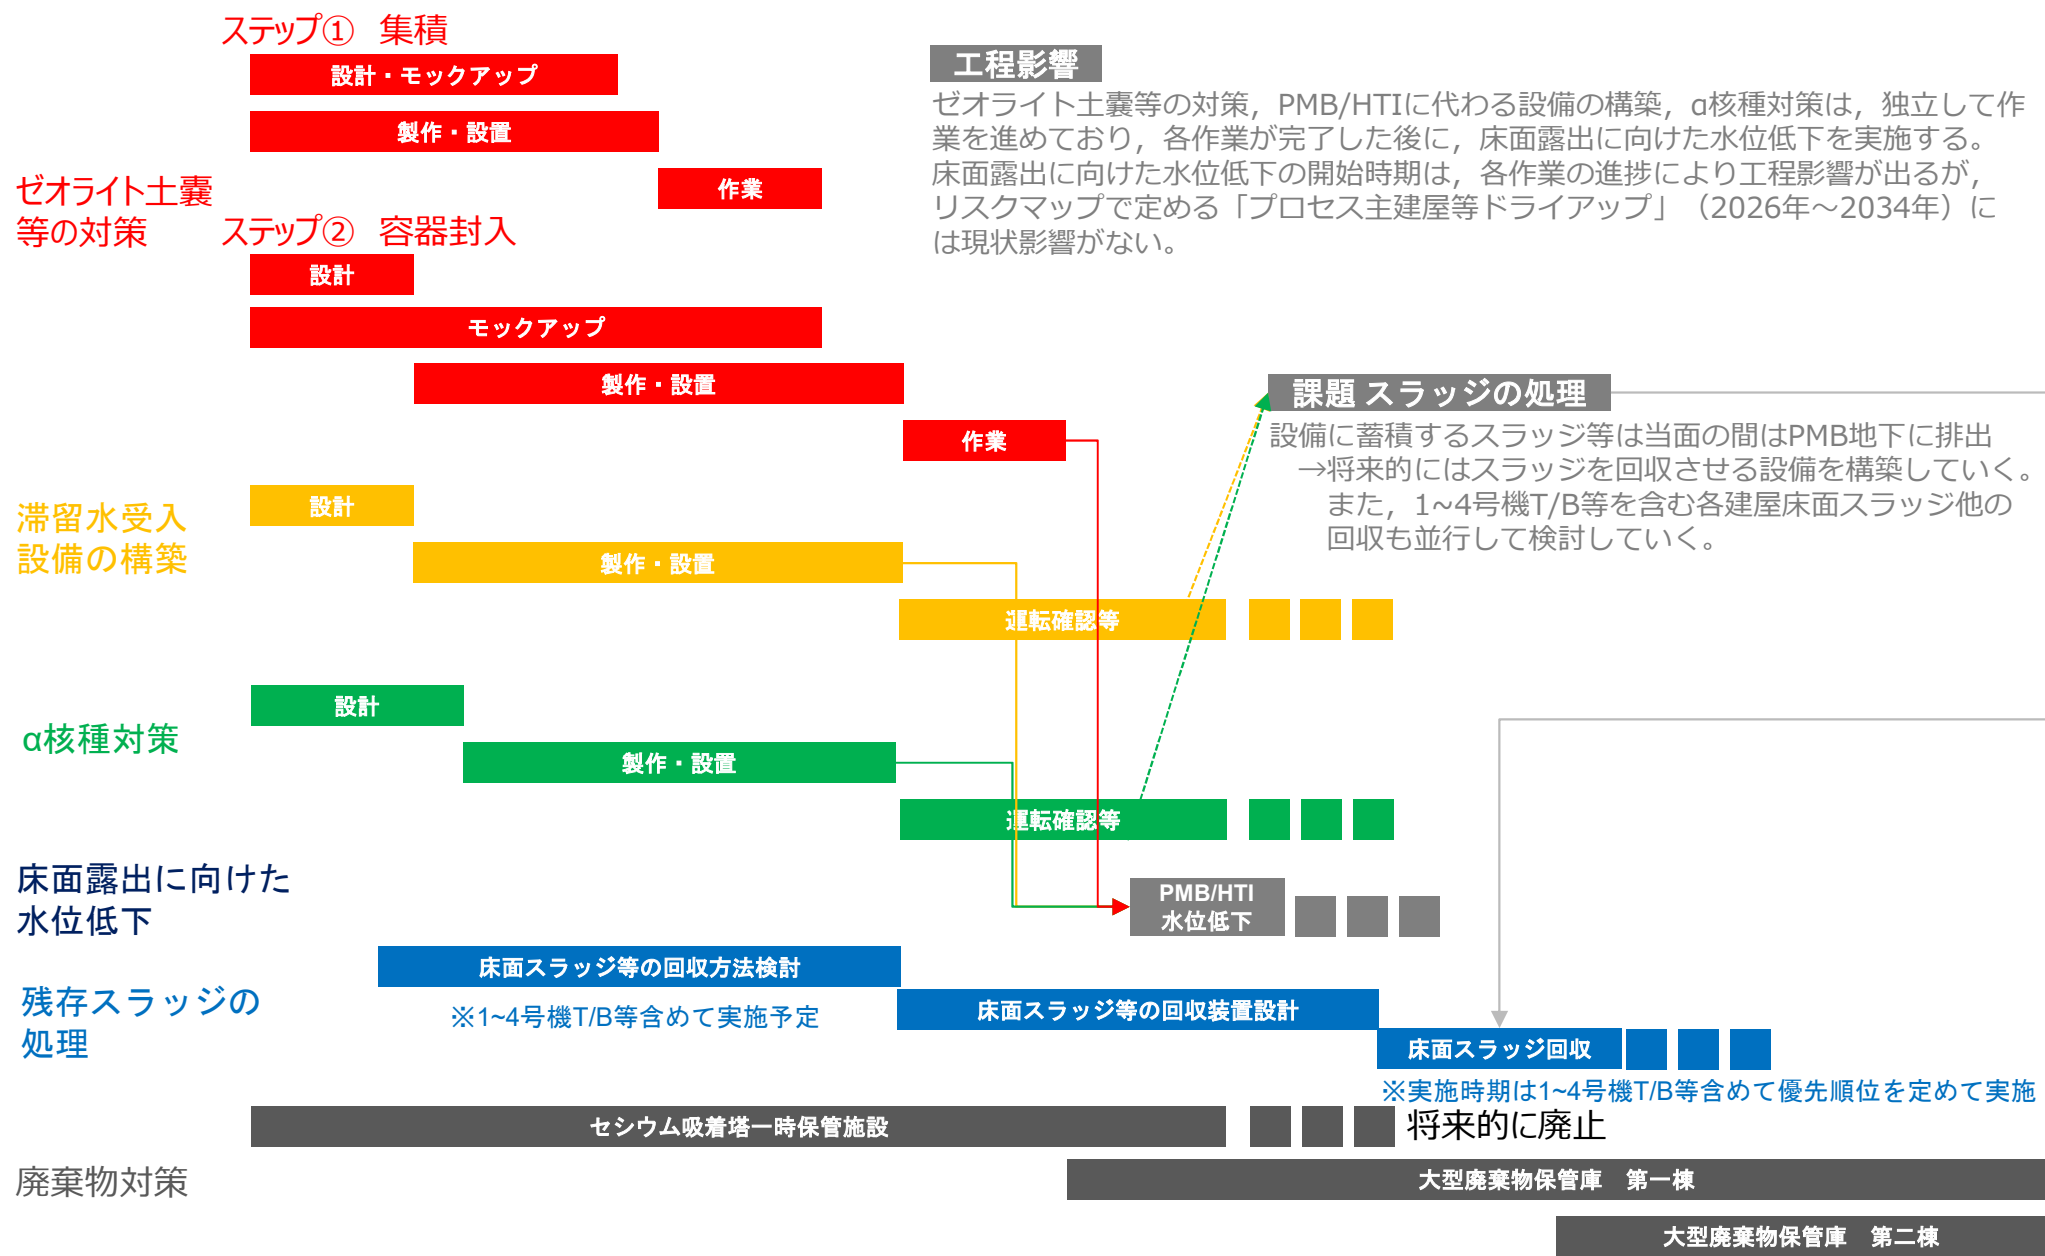 ステップ①　集積
設計・モックアップ
製作・設置
作業
ゼオライト土嚢
等の対策
ステップ②　容器封入
設計
モックアップ
製作・設置
作業
工程影響
ゼオライト土嚢等の対策，PMB/HTIに代わる設備の構築，α核種対策は，独立して作
業を進めており，各作業が完了した後に，床面露出に向けた水位低下を実施する。
床面露出に向けた水位低下の開始時期は，各作業の進捗により工程影響が出るが，
リスクマップで定める「プロセス主建屋等ドライアップ」（2026年～2034年）に
は現状影響がない。
課題 スラッジの処理
設備に蓄積するスラッジ等は当面の間はPMB地下に排出
→将来的にはスラッジを回収させる設備を構築していく。
また，1~4号機T/B等を含む各建屋床面スラッジ他の
回収も並行して検討していく。
滞留水受入
設備の構築
設計
製作・設置
運転確認等
α核種対策
設計
製作・設置
運転確認等
床面露出に向けた
水位低下
PMB/HTI
水位低下
残存スラッジの
処理
床面スラッジ等の回収方法検討
※1~4号機T/B等含めて実施予定
床面スラッジ等の回収装置設計
床面スラッジ回収
※実施時期は1~4号機T/B等含めて優先順位を定めて実施
廃棄物対策
セシウム吸着塔一時保管施設
将来的に廃止
大型廃棄物保管庫　第一棟
大型廃棄物保管庫　第二棟